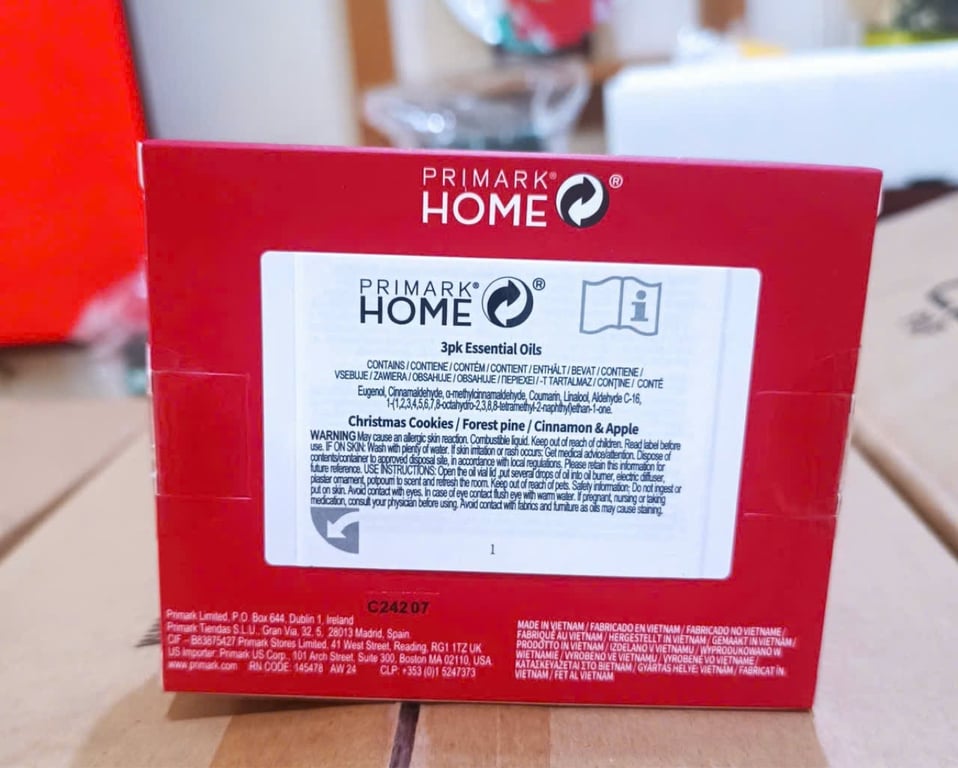 PRIMARK®
HOME ®
PRIMARK®
HOME ®
i
3pk Essential Oils
CONTAINS / CONTIENE / CONTÉM / CONTIENT / ENTHÄLT / BEVAT / CONTIENE /
VSEBUJE / ZAWIERA / OBSAHUJE / OBSAHUJE / ΠΕΡΙΕΧΕΙ / -T TARTALMAZ / CONȚINE / CONTÉ
Eugenol, Cinnamaldehyde, α-methylcinnamaldehyde, Coumarin, Linalool, Aldehyde C-16,
1-(1,2,3,4,5,6,7,8-octahydro-2,3,8,8-tetramethyl-2-naphthyl)ethan-1-one.
Christmas Cookies / Forest pine / Cinnamon & Apple
WARNING May cause an allergic skin reaction. Combustible liquid. Keep out of reach of children. Read label before
use. IF ON SKIN: Wash with plenty of water. If skin irritation or rash occurs: Get medical advice/attention. Dispose of
contents/container to approved disposal site, in accordance with local regulations. Please retain this information for
future reference. USE INSTRUCTIONS: Open the oil vial lid ,put several drops of oil into oil burner, electric diffuser,
plaster ornament, potpourri to scent and refresh the room. Keep out of reach of pets. Safety information: Do not ingest or
put on skin. Avoid contact with eyes. In case of eye contact flush eye with warm water. If pregnant, nursing or taking
medication, consult your physician before using. Avoid contact with fabrics and furniture as oils may cause staining.
1
C242 07
Primark Limited, P.O. Box 644, Dublin 1, Ireland
Primark Tiendas S.L.U., Gran Via, 32, 5, 28013 Madrid, Spain
CIF – B83875427 Primark Stores Limited, 41 West Street, Reading, RG1 1TZ UK
US Importer: Primark US Corp., 101 Arch Street, Suite 300, Boston MA 02110, USA
www.primark.com RN CODE: 145478 AW 24 CLP: +353 (0)1 5247373
MADE IN VIETNAM / FABRICADO EN VIETNAM / FABRICADO NO VIETNAME /
FABRIQUÉ AU VIETNAM / HERGESTELLT IN VIETNAM / GEMAAKT IN VIETNAM /
PRODOTTO IN VIETNAM / IZDELANO V VIETNAMU / WYPRODUKOWANO W
WIETNAMIE / VYROBENO VE VIETNAMU / VYROBENÉ VO VIETNAME /
ΚΑΤΑΣΚΕΥΑΖΕΤΑΙ ΣΤΟ ΒΙΕΤΝΑΜ / GYÁRTÁS HELYE: VIETNAM / FABRICAT ÎN
VIETNAM / FET AL VIETNAM